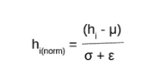 h_i(norm) = (h_i - μ) / (σ + ε)